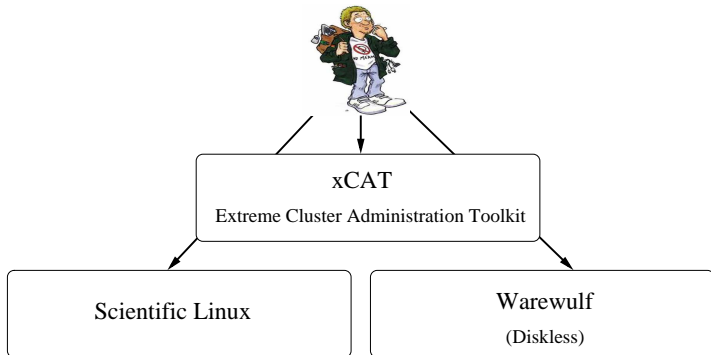 xCAT
Extreme Cluster Administration Toolkit
Scientific Linux
Warewulf
(Diskless)